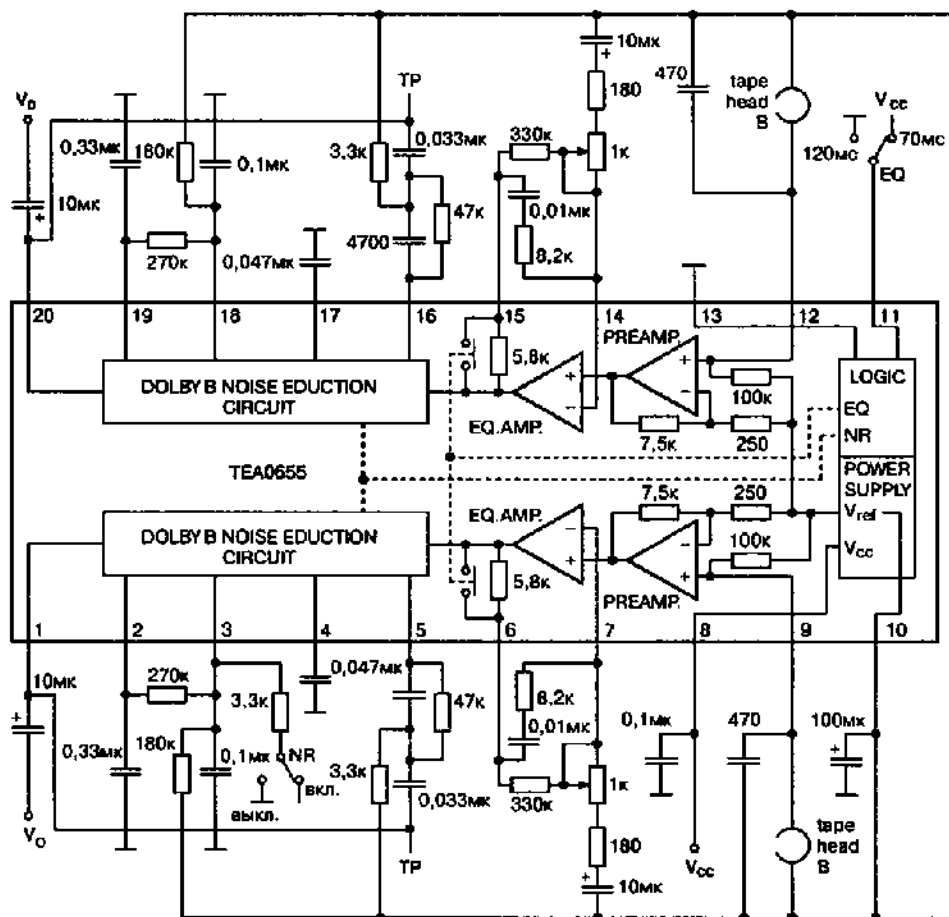 10мк
470
tape
head
B
V_CC
120мс
70мс
EQ
180
V_O
TP
0,33мк
180к
0,1мк
3,3к
0,033мк
330к
1к
10мк
270к
0,047мк
4700
47к
0,01мк
8,2к
20
19
18
17
16
15
14
13
12
11
PREAMP.
5,8к
DOLBY B NOISE EDUCTION
CIRCUIT
EQ.AMP.
100к
7,5к
250
LOGIC
EQ
NR
TEA0655
POWER
SUPPLY
V_ref
V_CC
7,5к
250
EQ.AMP.
DOLBY B NOISE EDUCTION
CIRCUIT
5,8к
100к
PREAMP.
1
2
3
4
5
6
7
8
9
10
10мк
270к
3,3к
0,047мк
47к
8,2к
0,01мк
0,1мк
470
100мк
0,33мк
180к
0,1мк
NR
выкл.
вкл.
3,3к
0,033мк
330к
1к
V_O
TP
180
10мк
V_CC
tape
head
B